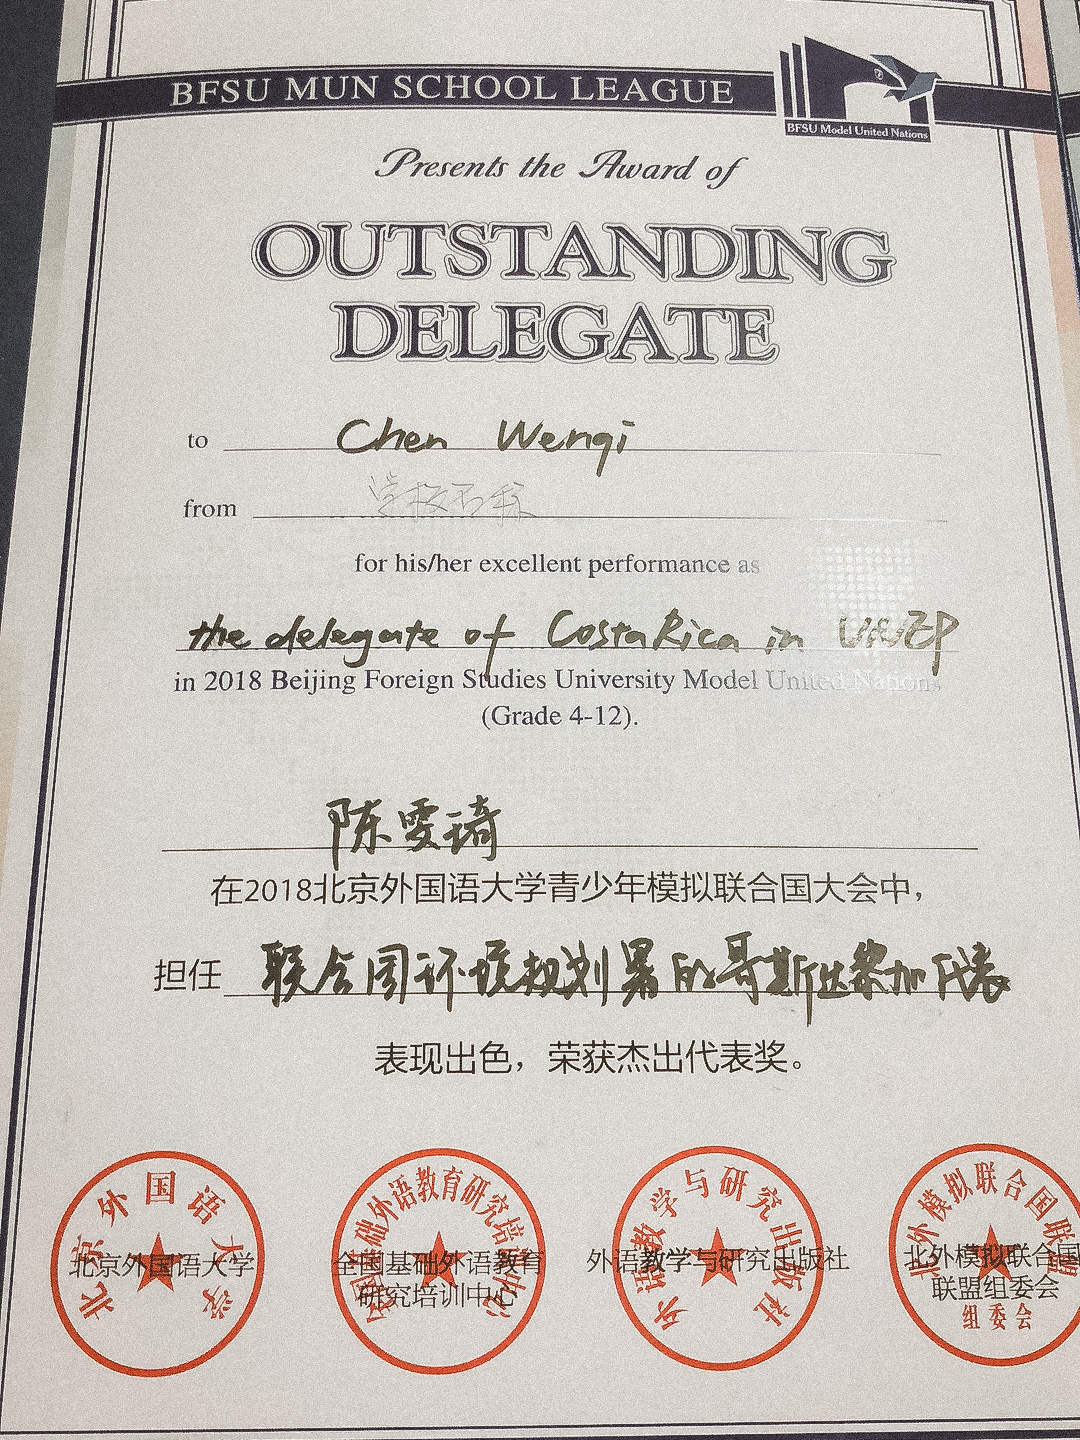 BFSU MUN SCHOOL LEAGUE
BFSU Model United Nations
Presents the Award of
OUTSTANDING
DELEGATE
to Chen Wenqi
from 学校名称
for his/her excellent performance as
the delegate of Costa Rica in UNEP
in 2018 Beijing Foreign Studies University Model United Nations
(Grade 4-12).
陈雯琦
在2018北京外国语大学青少年模拟联合国大会中，
担任 联合国环境规划署的哥斯达黎加代表
表现出色，荣获杰出代表奖。
北京外国语大学
北京外国语大学
全国基础外语教育研究培训中心
全国基础外语教育
研究培训中心
外语教学与研究出版社
外语教学与研究出版社
北外模拟联合国联盟
组委会
北外模拟联合国
联盟组委会